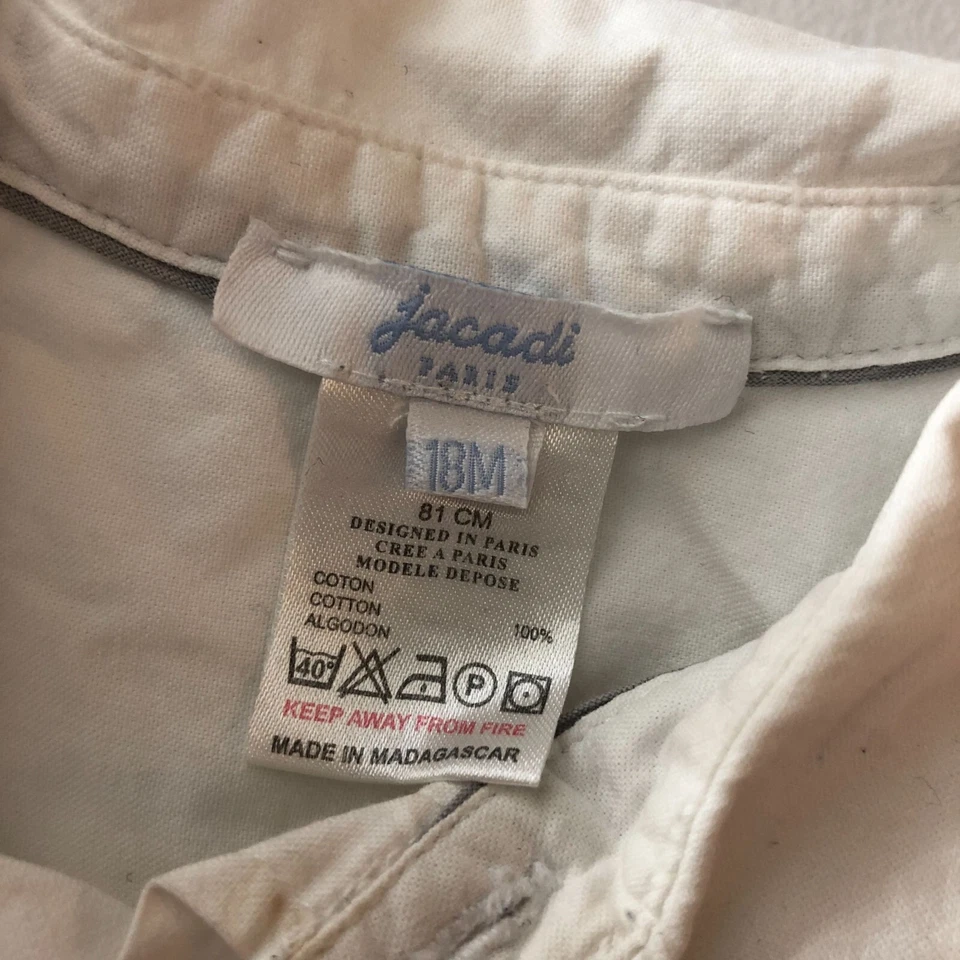 jacadi
PARIS
18M
81 CM
DESIGNED IN PARIS
CREE A PARIS
MODELE DEPOSE
COTON
COTTON
ALGODON 100%
40° P
KEEP AWAY FROM FIRE
MADE IN MADAGASCAR